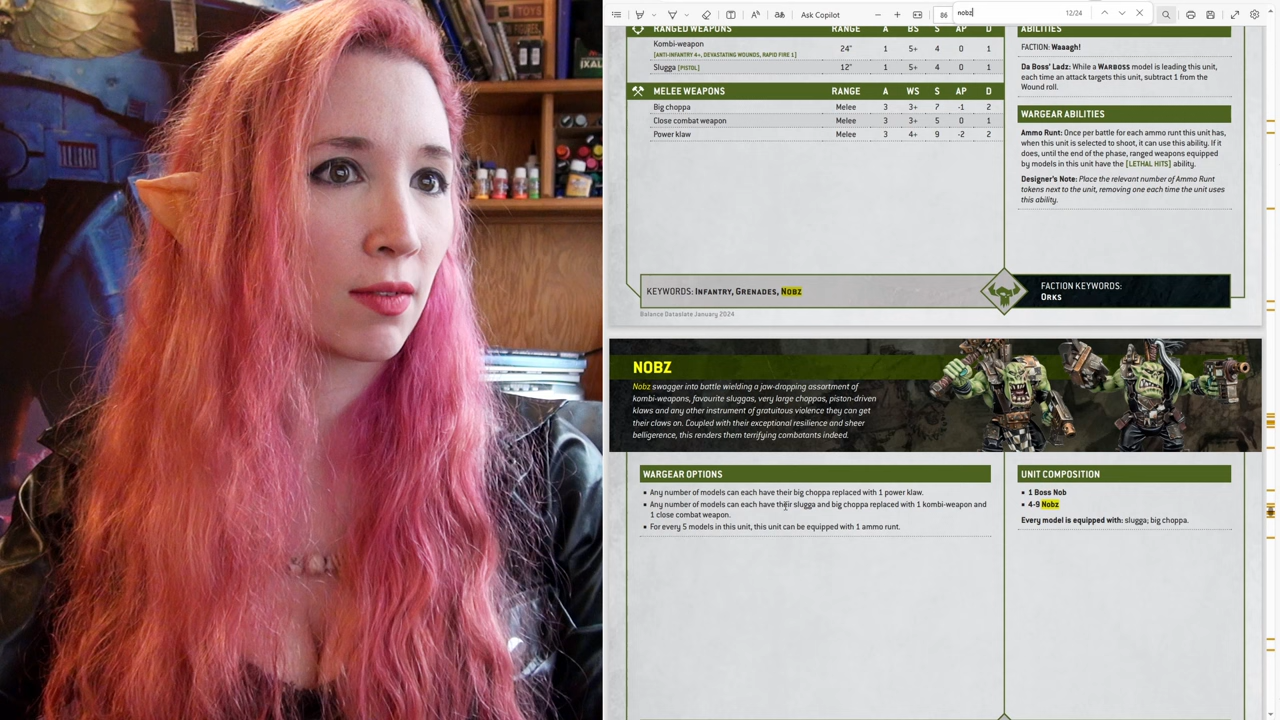 Ask Copilot
86
nobz
12/24
RANGED WEAPONS RANGE A BS S AP D
Kombi-weapon 24" 1 5+ 4 0 1
[ANTI-INFANTRY 4+, DEVASTATING WOUNDS, RAPID FIRE 1]
Slugga [PISTOL] 12" 1 5+ 4 0 1
MELEE WEAPONS RANGE A WS S AP D
Big choppa Melee 3 3+ 7 -1 2
Close combat weapon Melee 3 3+ 5 0 1
Power klaw Melee 3 4+ 9 -2 2
ABILITIES
FACTION: Waaagh!
Da Boss' Ladz: While a WARBOSS model is leading this unit,
each time an attack targets this unit, subtract 1 from the
Wound roll.
WARGEAR ABILITIES
Ammo Runt: Once per battle for each ammo runt this unit has,
when this unit is selected to shoot, it can use this ability. If it
does, until the end of the phase, ranged weapons equipped
by models in this unit have the [LETHAL HITS] ability.
Designer's Note: Place the relevant number of Ammo Runt
tokens next to the unit, removing one each time the unit uses
this ability.
KEYWORDS: INFANTRY, GRENADES, NOBZ
FACTION KEYWORDS:
ORKS
Balance Dataslate January 2024
NOBZ
Nobz swagger into battle wielding a jaw-dropping assortment of
kombi-weapons, favourite sluggas, very large choppas, piston-driven
klaws and any other instrument of gratuitous violence they can get
their claws on. Coupled with their exceptional resilience and sheer
belligerence, this renders them terrifying combatants indeed.
WARGEAR OPTIONS
▪ Any number of models can each have their big choppa replaced with 1 power klaw.
▪ Any number of models can each have their slugga and big choppa replaced with 1 kombi-weapon and
1 close combat weapon.
▪ For every 5 models in this unit, this unit can be equipped with 1 ammo runt.
UNIT COMPOSITION
▪ 1 Boss Nob
▪ 4-9 Nobz
Every model is equipped with: slugga; big choppa.